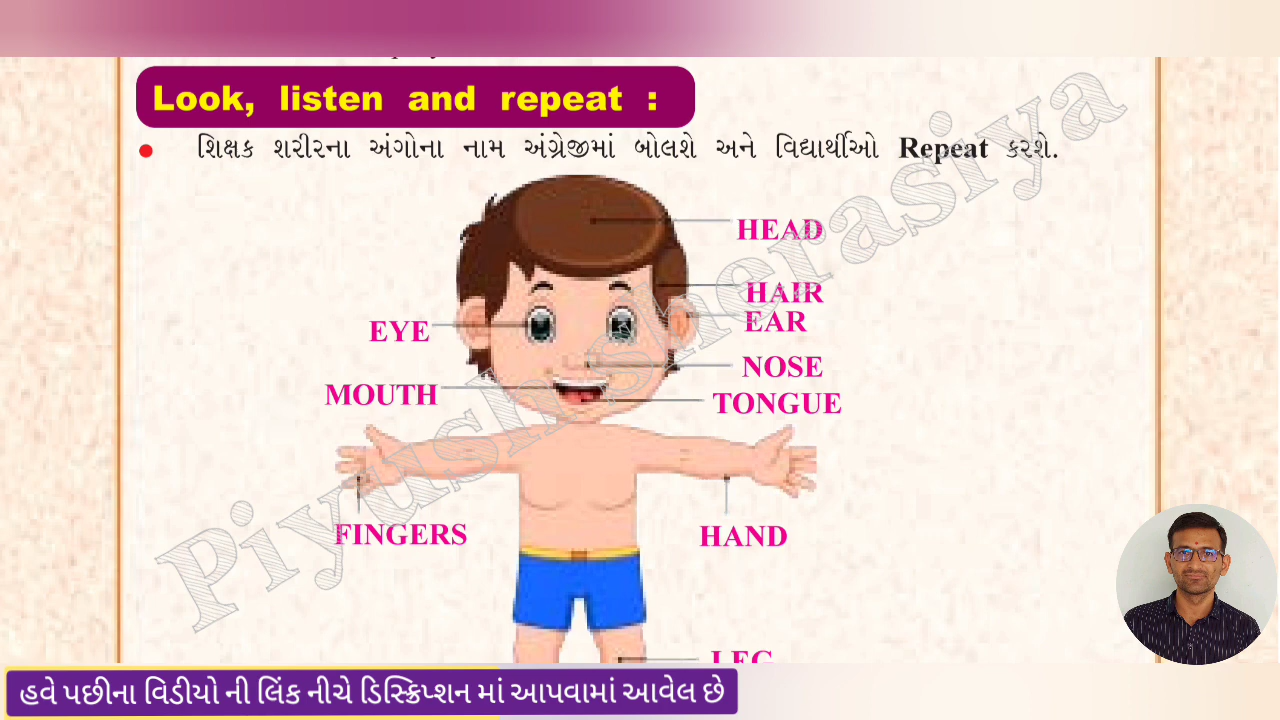 Look, listen and repeat :
• શિક્ષક શરીરના અંગોના નામ અંગ્રેજીમાં બોલશે અને વિદ્યાર્થીઓ Repeat કરશે.
HEAD
HAIR
EYE
EAR
NOSE
MOUTH
TONGUE
FINGERS
HAND
LEG
Piyush sherasiya
હવે પછીના વિડીયો ની લિંક નીચે ડિસ્ક્રિપ્શન માં આપવામાં આવેલ છે